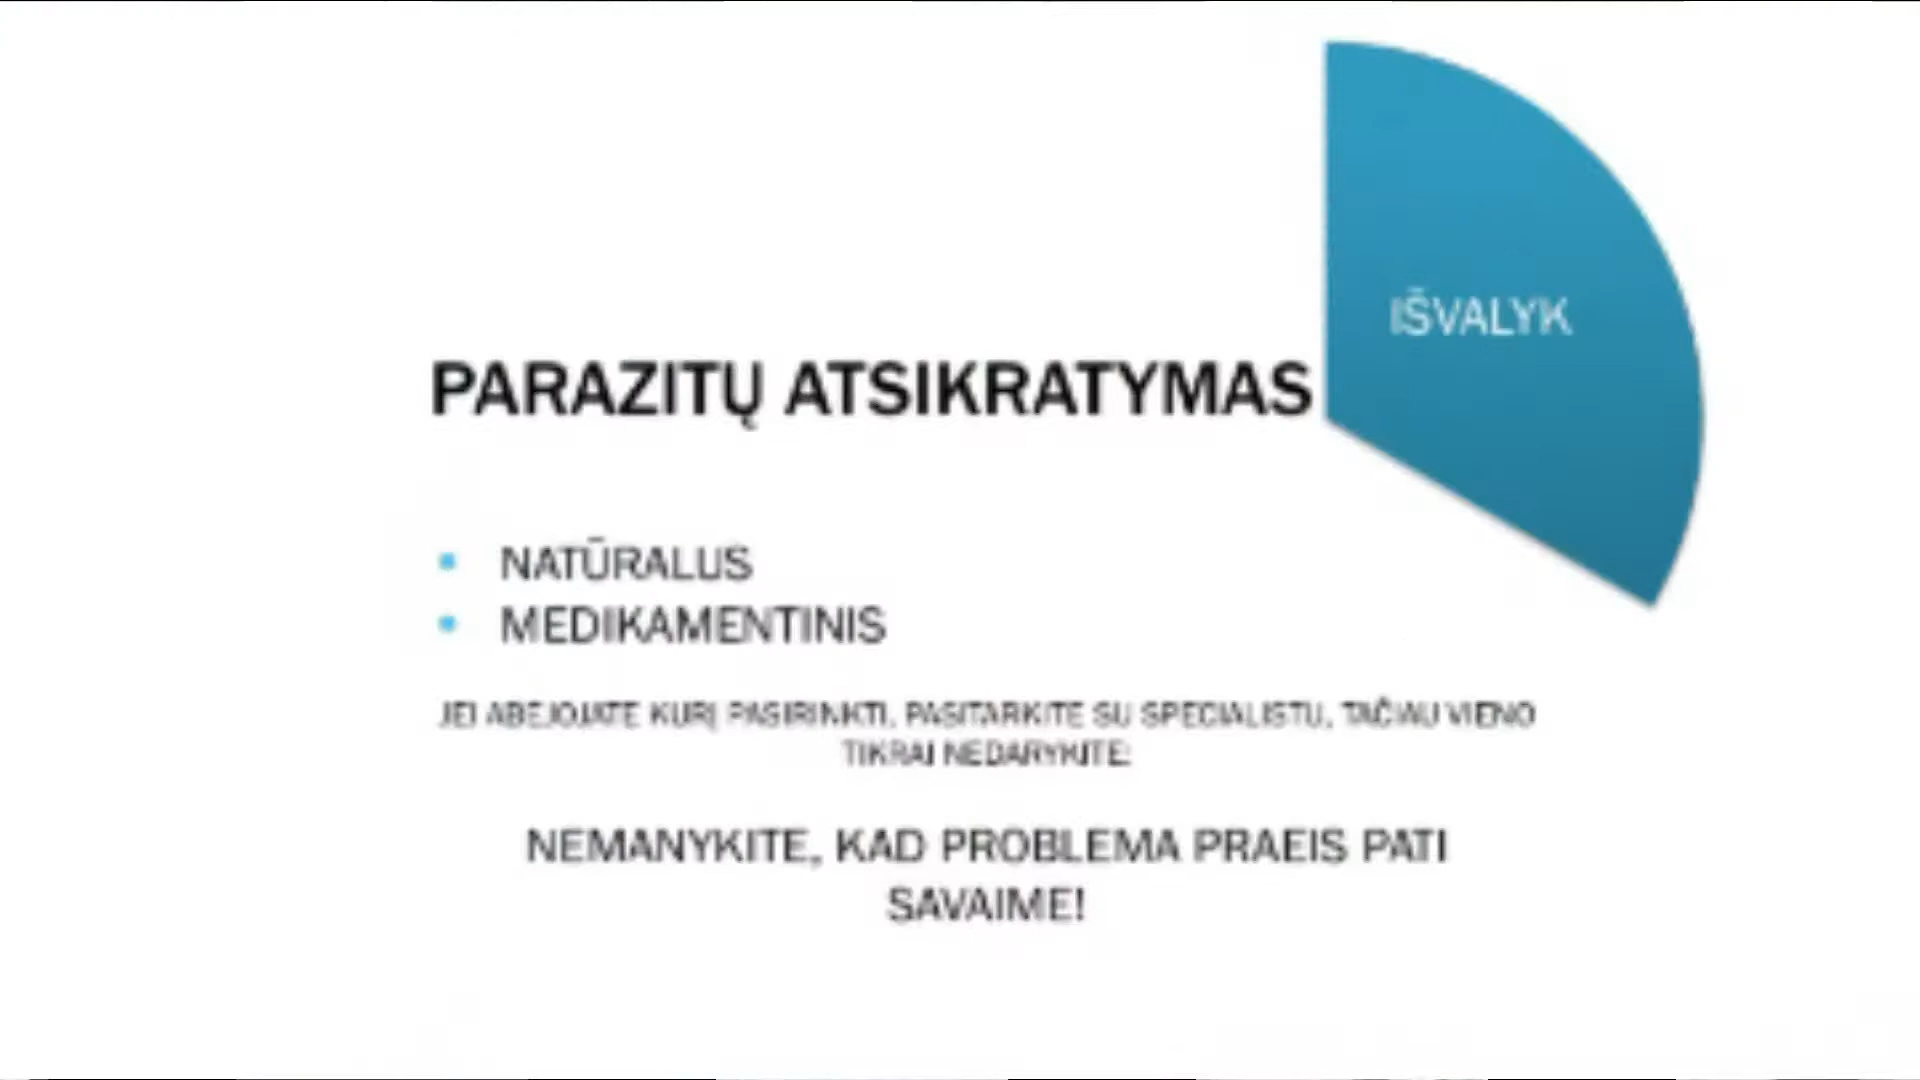 IŠVALYK
PARAZITŲ ATSIKRATYMAS
NATŪRALUS
MEDIKAMENTINIS
JEI ABEJOJATE KURĮ PASIRINKTI, PASITARKITE SU SPECIALISTU, TAČIAU VIENO
TIKRAI NEDARYKITE:
NEMANYKITE, KAD PROBLEMA PRAEIS PATI
SAVAIME!